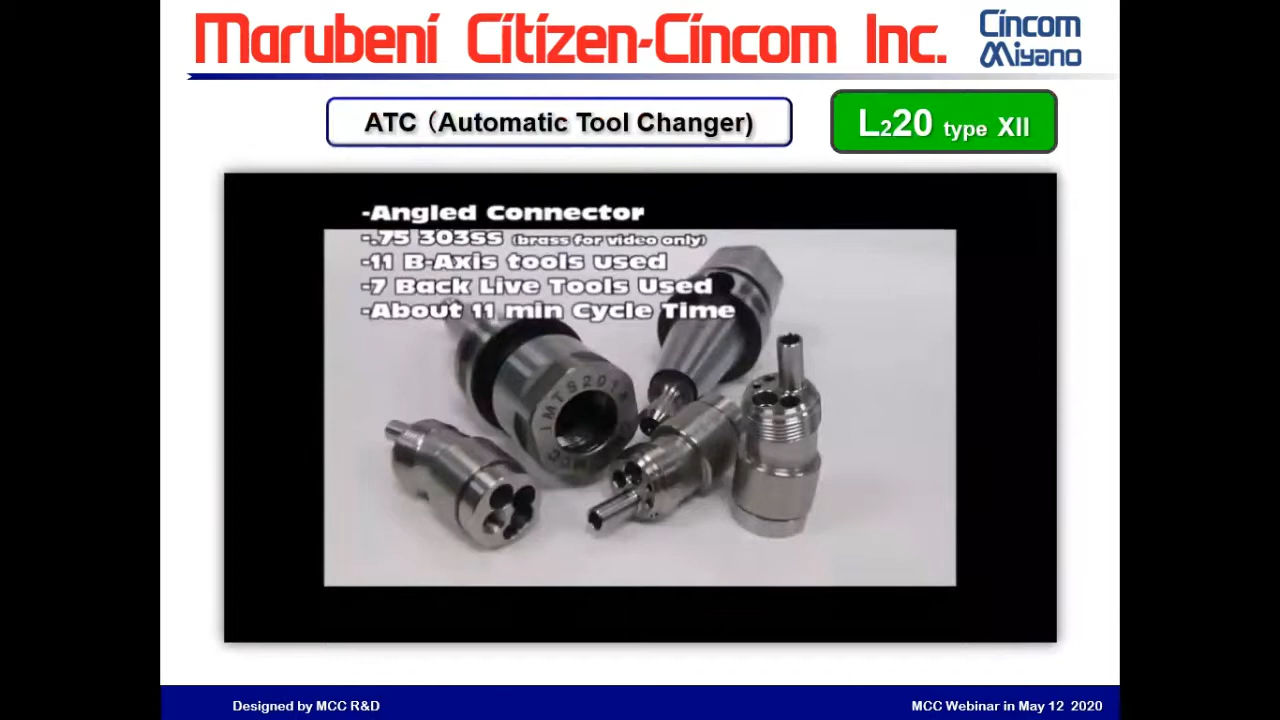 Marubeni Citizen-Cincom Inc.
Cincom
Miyano
ATC (Automatic Tool Changer)
L220 type XII
-Angled Connector
-.75 303SS (brass for video only)
-11 B-Axis tools used
-7 Back Live Tools Used
-About 11 min Cycle Time
IMTS2014
MCC
Designed by MCC R&D
MCC Webinar in May 12 2020